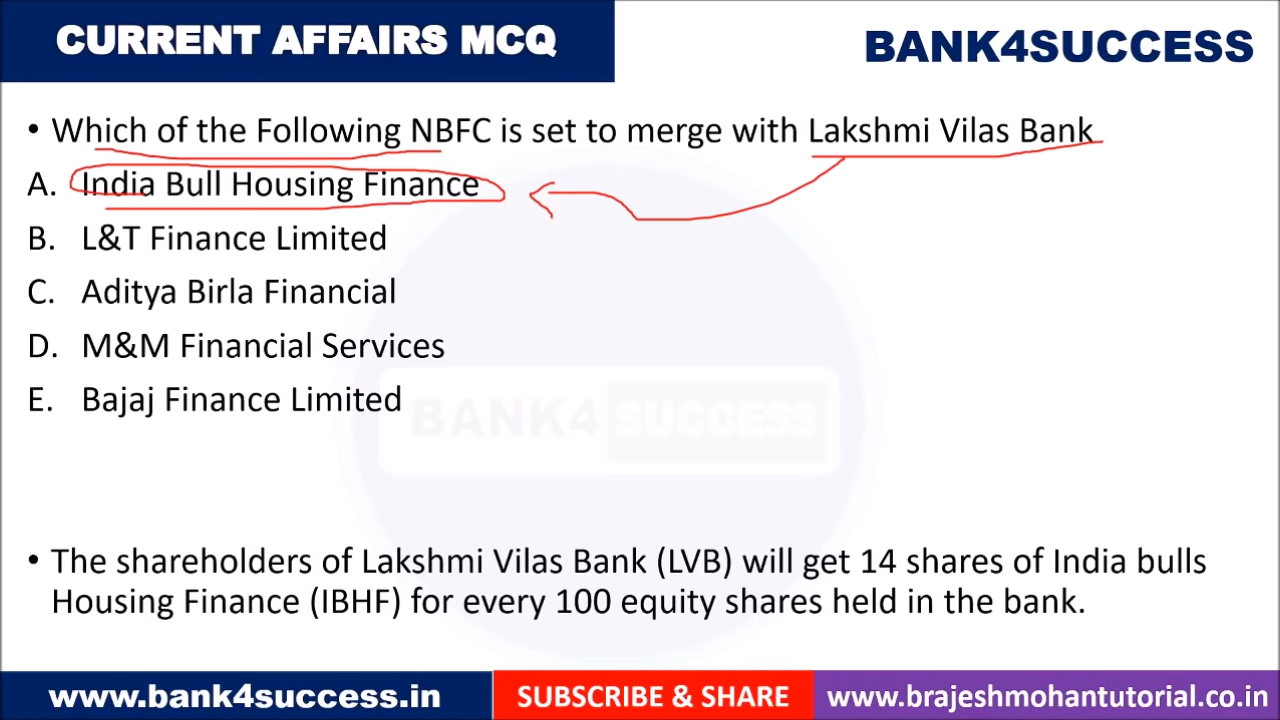 CURRENT AFFAIRS MCQ
BANK4SUCCESS
• Which of the Following NBFC is set to merge with Lakshmi Vilas Bank
A. India Bull Housing Finance
B. L&T Finance Limited
C. Aditya Birla Financial
D. M&M Financial Services
E. Bajaj Finance Limited
BANK4 SUCCESS
• The shareholders of Lakshmi Vilas Bank (LVB) will get 14 shares of India bulls
Housing Finance (IBHF) for every 100 equity shares held in the bank.
www.bank4success.in
SUBSCRIBE & SHARE
www.brajeshmohantutorial.co.in